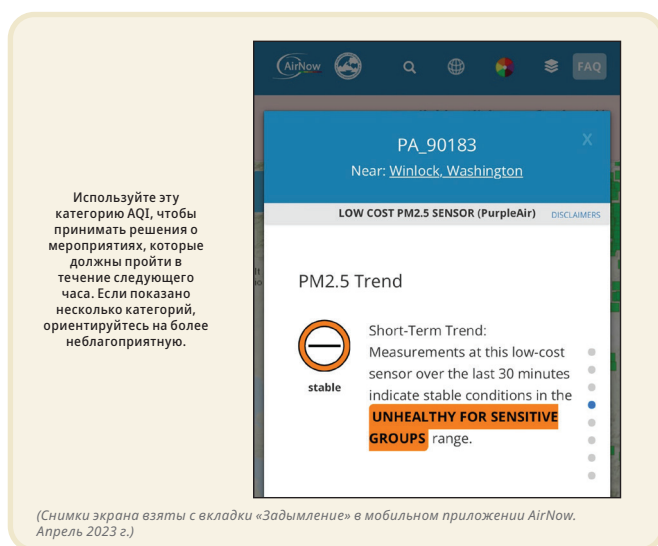 AirNow
FAQ
PA_90183
X
Near: Winlock, Washington
LOW COST PM2.5 SENSOR (PurpleAir) DISCLAIMERS
PM2.5 Trend
Short-Term Trend:
Measurements at this low-cost
sensor over the last 30 minutes
indicate stable conditions in the
UNHEALTHY FOR SENSITIVE
GROUPS range.
stable
Используйте эту
категорию AQI, чтобы
принимать решения о
мероприятиях, которые
должны пройти в
течение следующего
часа. Если показано
несколько категорий,
ориентируйтесь на более
неблагоприятную.
(Снимки экрана взяты с вкладки «Задымление» в мобильном приложении AirNow.
Апрель 2023 г.)